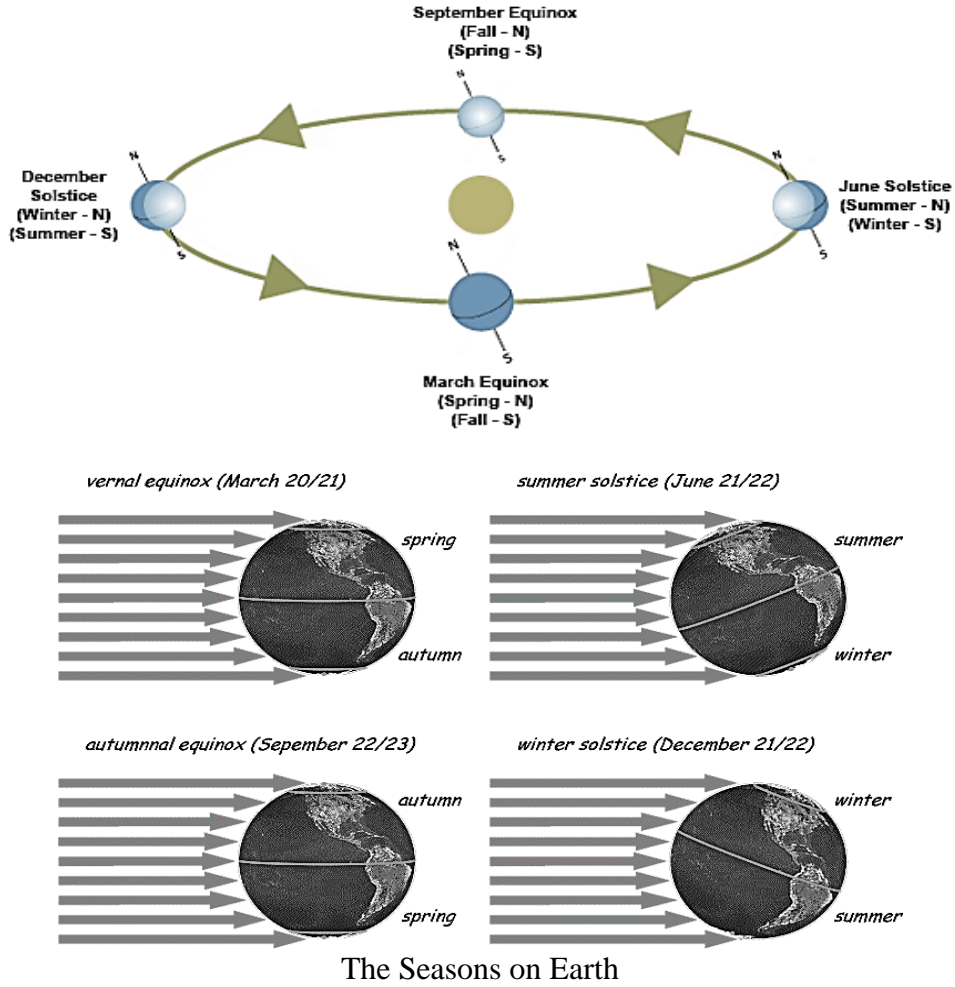 September Equinox
(Fall - N)
(Spring - S)
N
S
December
Solstice
(Winter - N)
(Summer - S)
N
S
N
S
June Solstice
(Summer - N)
(Winter - S)
N
S
March Equinox
(Spring - N)
(Fall - S)
vernal equinox (March 20/21)
spring
autumn
summer solstice (June 21/22)
summer
winter
autumnnal equinox (Sepember 22/23)
autumn
spring
winter solstice (December 21/22)
winter
summer
The Seasons on Earth